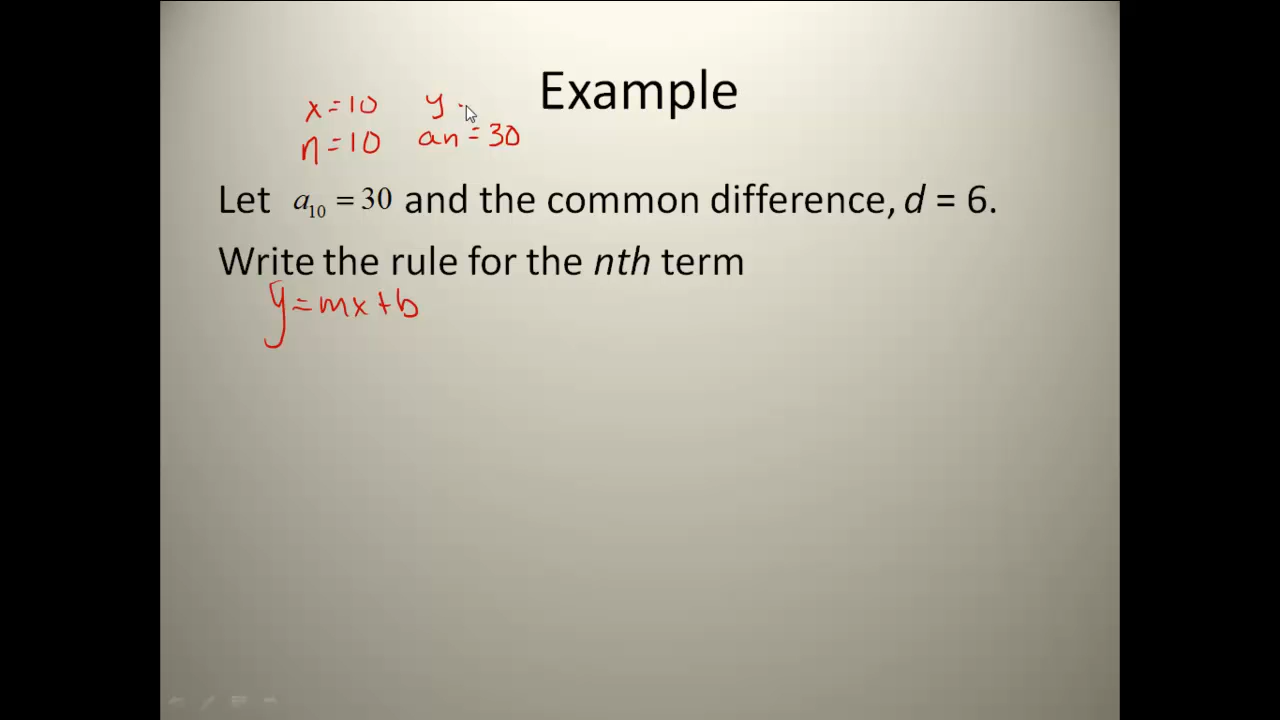 Example
x=10 y -
n=10 an = 30
Let a₁₀ = 30 and the common difference, d = 6.
Write the rule for the nth term
y=mx+b